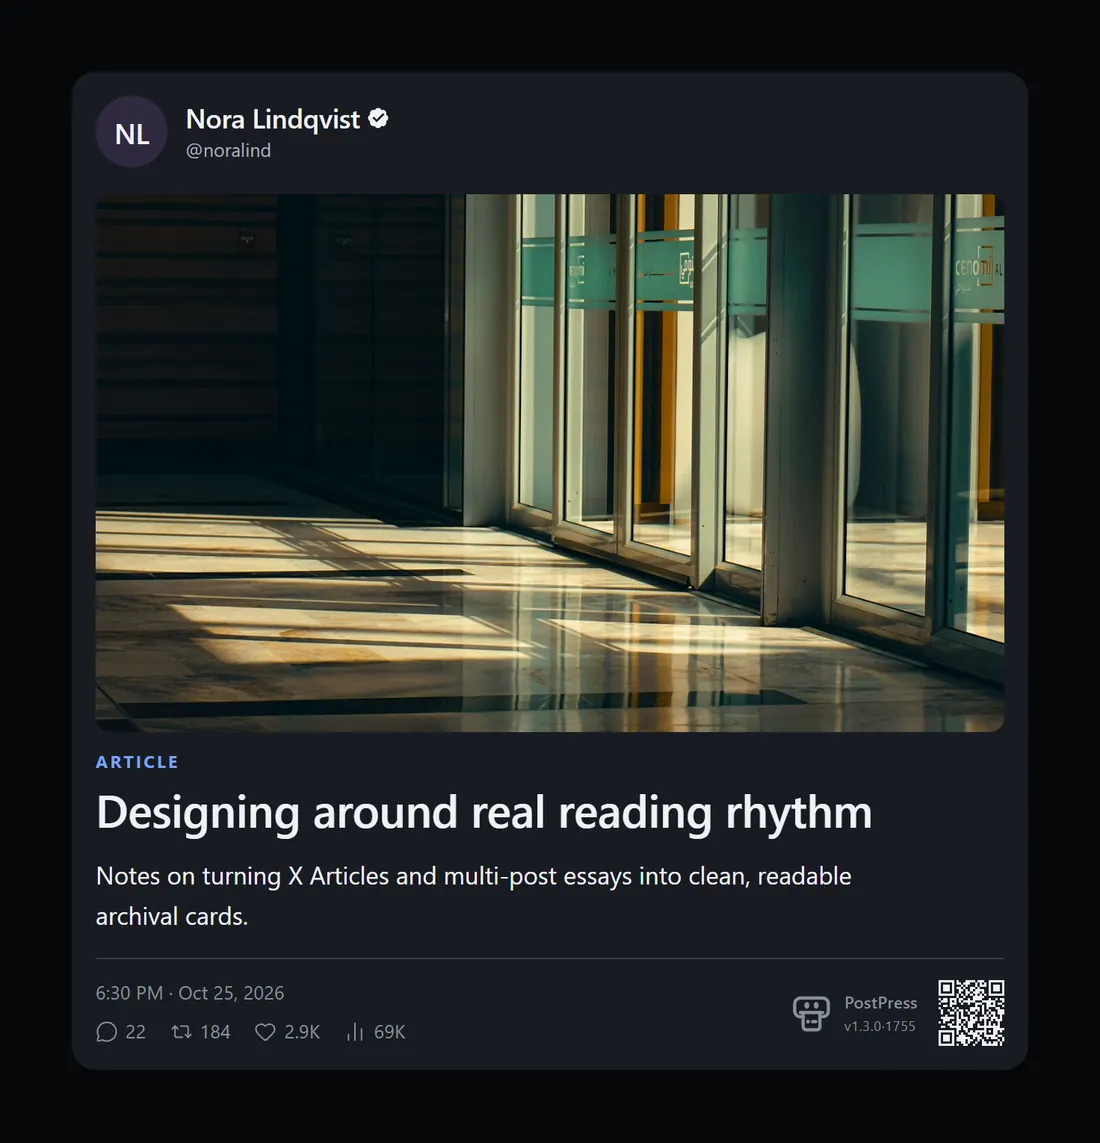 NL
Nora Lindqvist
@noralind
ARTICLE
Designing around real reading rhythm
Notes on turning X Articles and multi-post essays into clean, readable
archival cards.
6:30 PM · Oct 25, 2026
22 184 2.9K 69K
PostPress
v1.3.0·1755